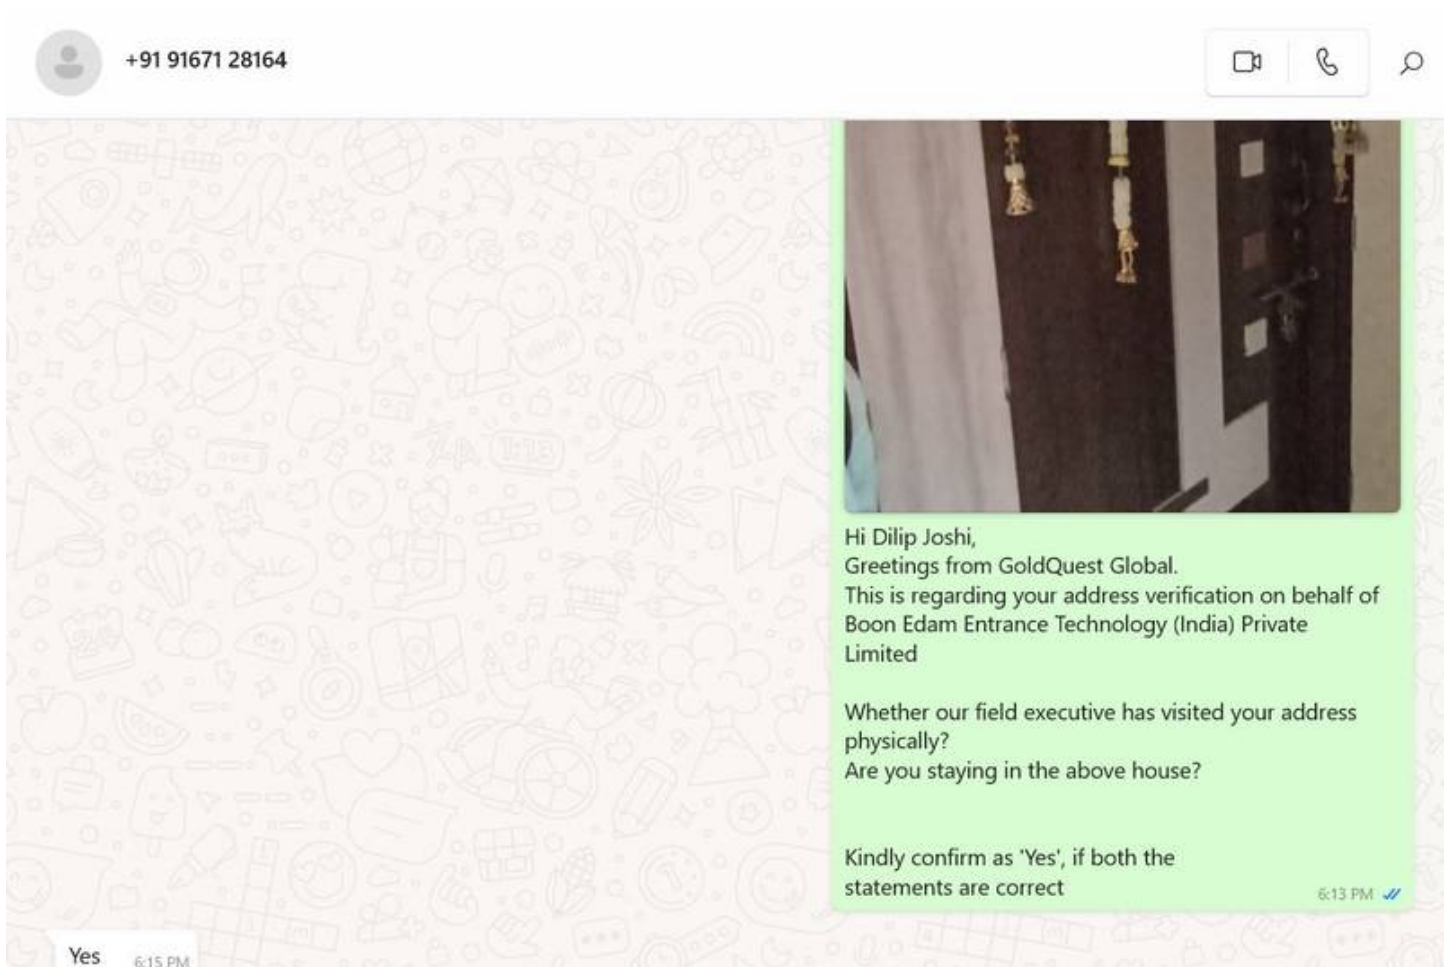 +91 91671 28164
Hi Dilip Joshi,
Greetings from GoldQuest Global.
This is regarding your address verification on behalf of
Boon Edam Entrance Technology (India) Private
Limited
Whether our field executive has visited your address
physically?
Are you staying in the above house?
Kindly confirm as 'Yes', if both the
statements are correct
6:13 PM
Yes
6:15 PM